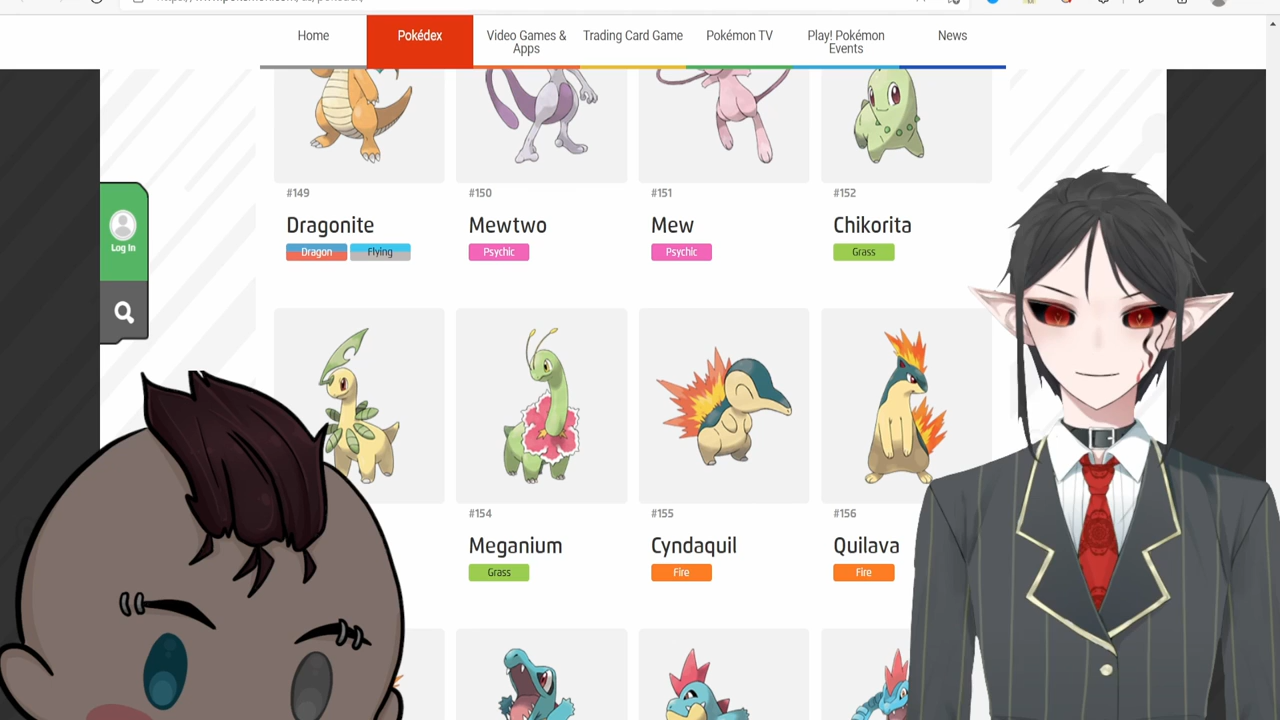 Home
Pokédex
Video Games &
Apps
Trading Card Game
Pokémon TV
Play! Pokémon
Events
News
#149
#150
#151
#152
Dragonite
Mewtwo
Mew
Chikorita
Dragon
Flying
Psychic
Psychic
Grass
Log In
#154
#155
#156
Meganium
Cyndaquil
Quilava
Grass
Fire
Fire